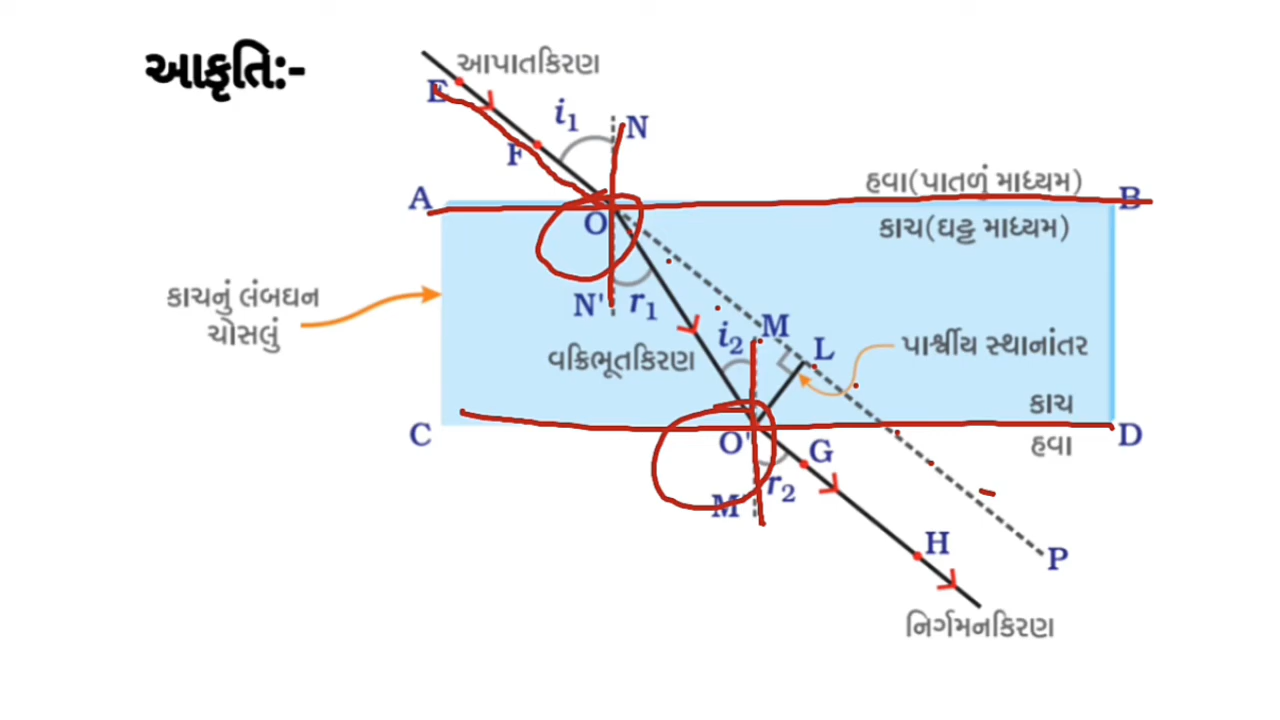 આકૃતિ:-
આપાતકિરણ
E
i₁
N
F
હવા(પાતળું માધ્યમ)
A
B
O
કાચ(ઘટ્ટ માધ્યમ)
કાચનું લંબઘન
ચોસલું
N'
r₁
M
i₂
L
પાર્શ્વીય સ્થાનાંતર
વક્રિભૂતકિરણ
કાચ
C
D
O'
G
હવા
M'
r₂
H
P
નિર્ગમનકિરણ